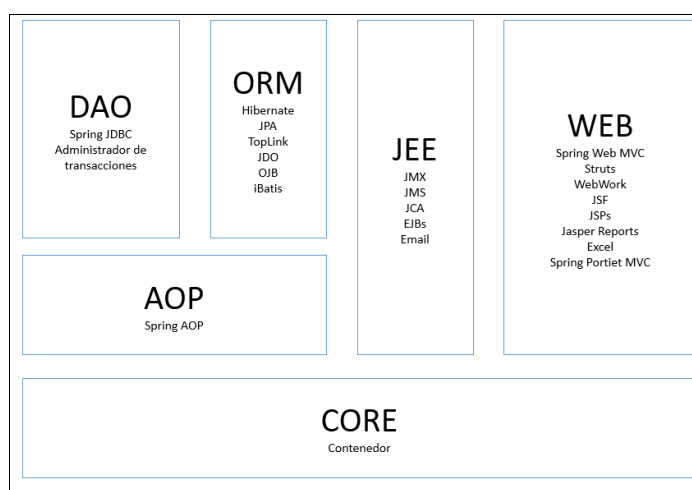 DAO
Spring JDBC
Administrador de
transacciones
ORM
Hibernate
JPA
TopLink
JDO
OJB
iBatis
JEE
JMX
JMS
JCA
EJBs
Email
WEB
Spring Web MVC
Struts
WebWork
JSF
JSPs
Jasper Reports
Excel
Spring Portlet MVC
AOP
Spring AOP
CORE
Contenedor